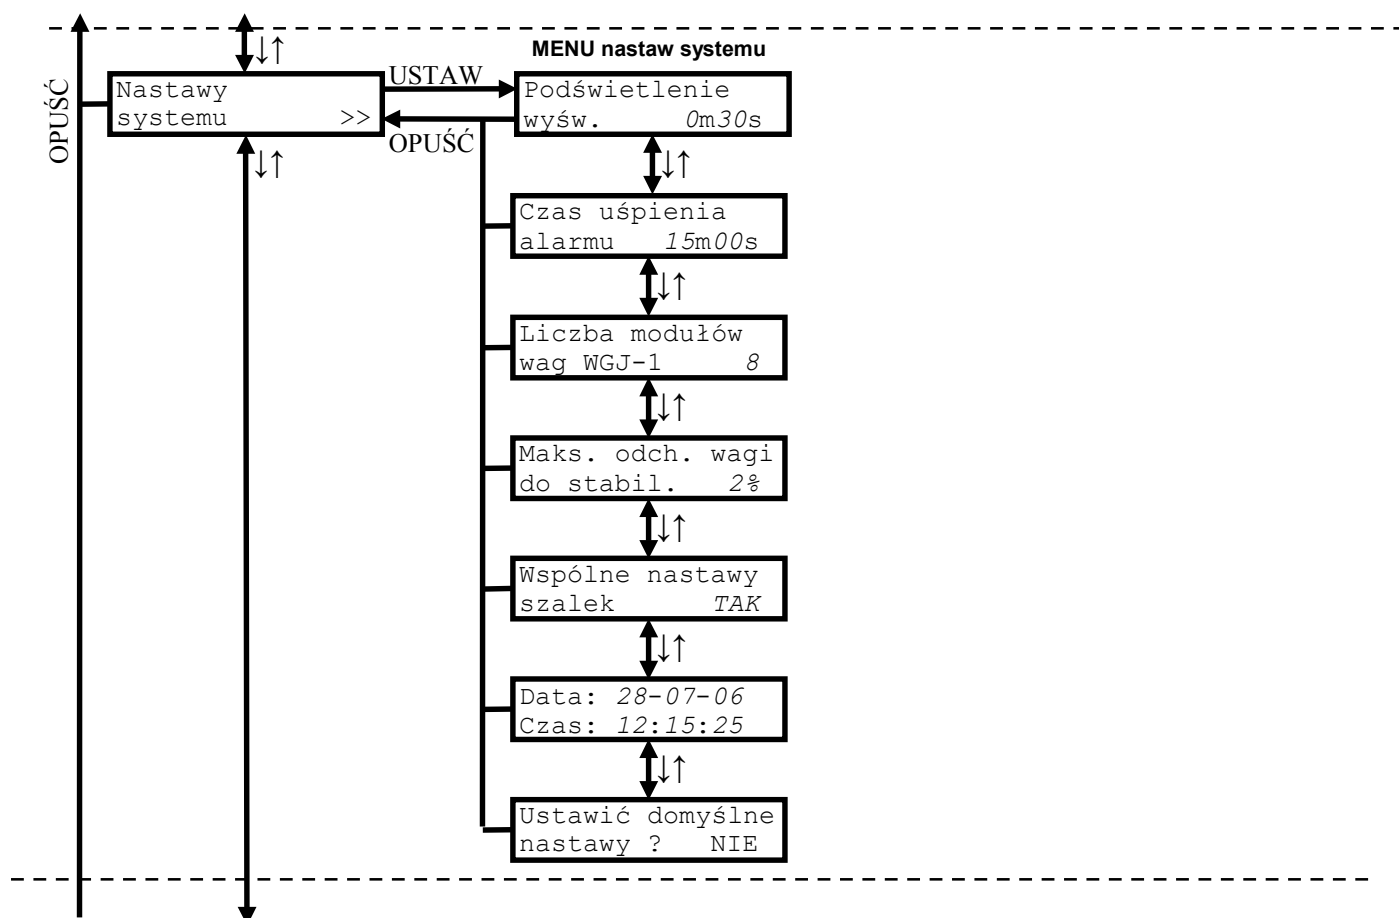 MENU nastaw systemu
↓↑
OPUŚĆ
Nastawy
systemu >>
USTAW
OPUŚĆ
↓↑
Podświetlenie
wyśw. 0m30s
↓↑
Czas uśpienia
alarmu 15m00s
↓↑
Liczba modułów
wag WGJ-1 8
↓↑
Maks. odch. wagi
do stabil. 2%
↓↑
Wspólne nastawy
szalek TAK
↓↑
Data: 28-07-06
Czas: 12:15:25
↓↑
Ustawić domyślne
nastawy ? NIE